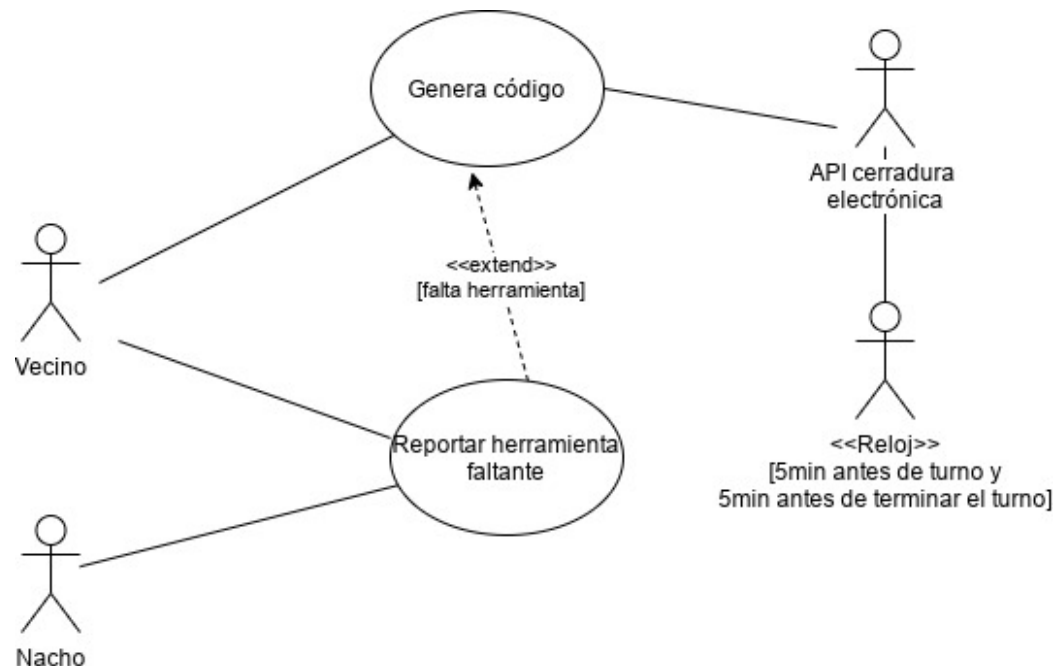 Genera código
API cerradura
electrónica
<<extend>>
[falta herramienta]
Vecino
Reportar herramienta
faltante
<<Reloj>>
[5min antes de turno y
5min antes de terminar el turno]
Nacho